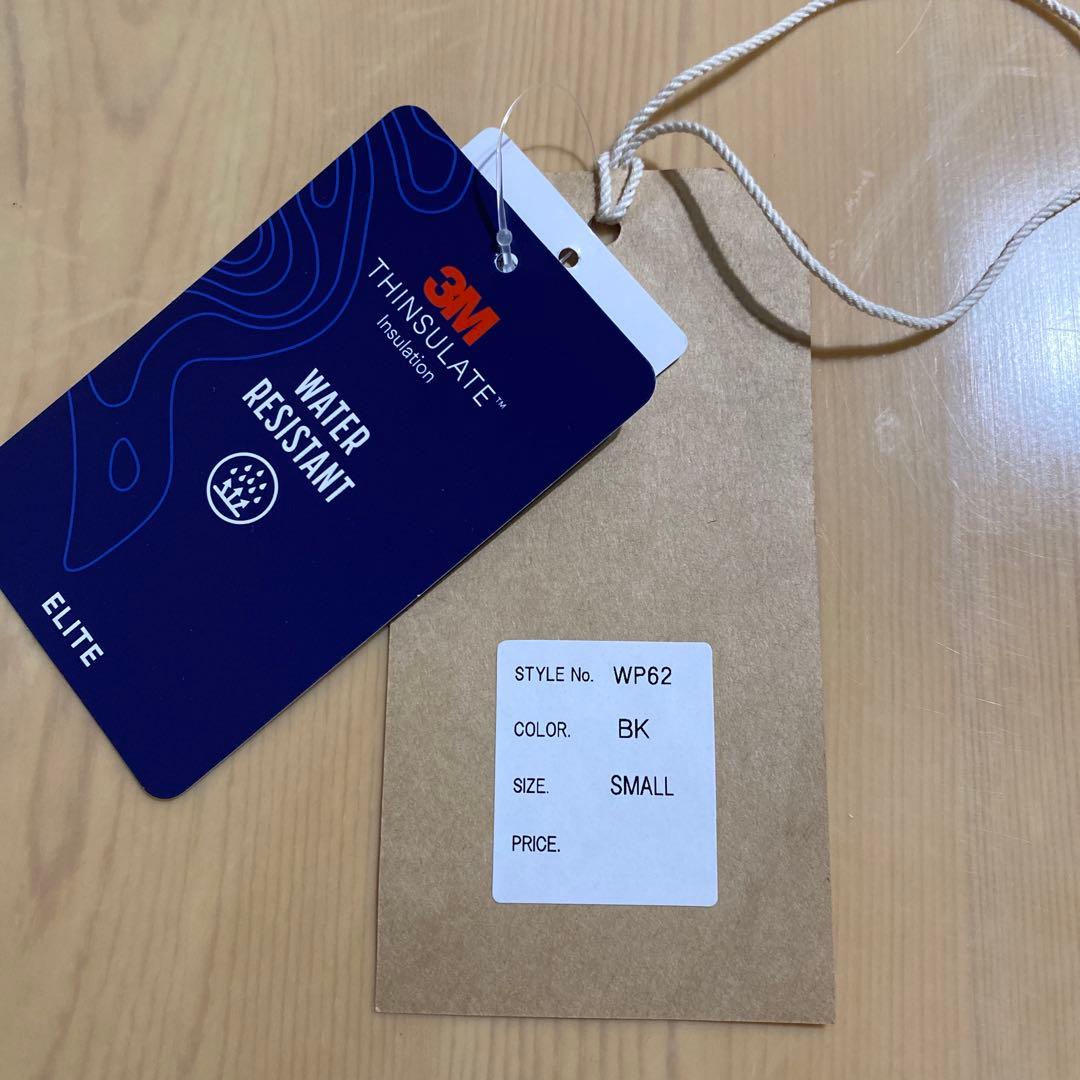 3M
THINSULATE™
Insulation
WATER
RESISTANT
ELITE
STYLE No. WP62
COLOR. BK
SIZE. SMALL
PRICE.